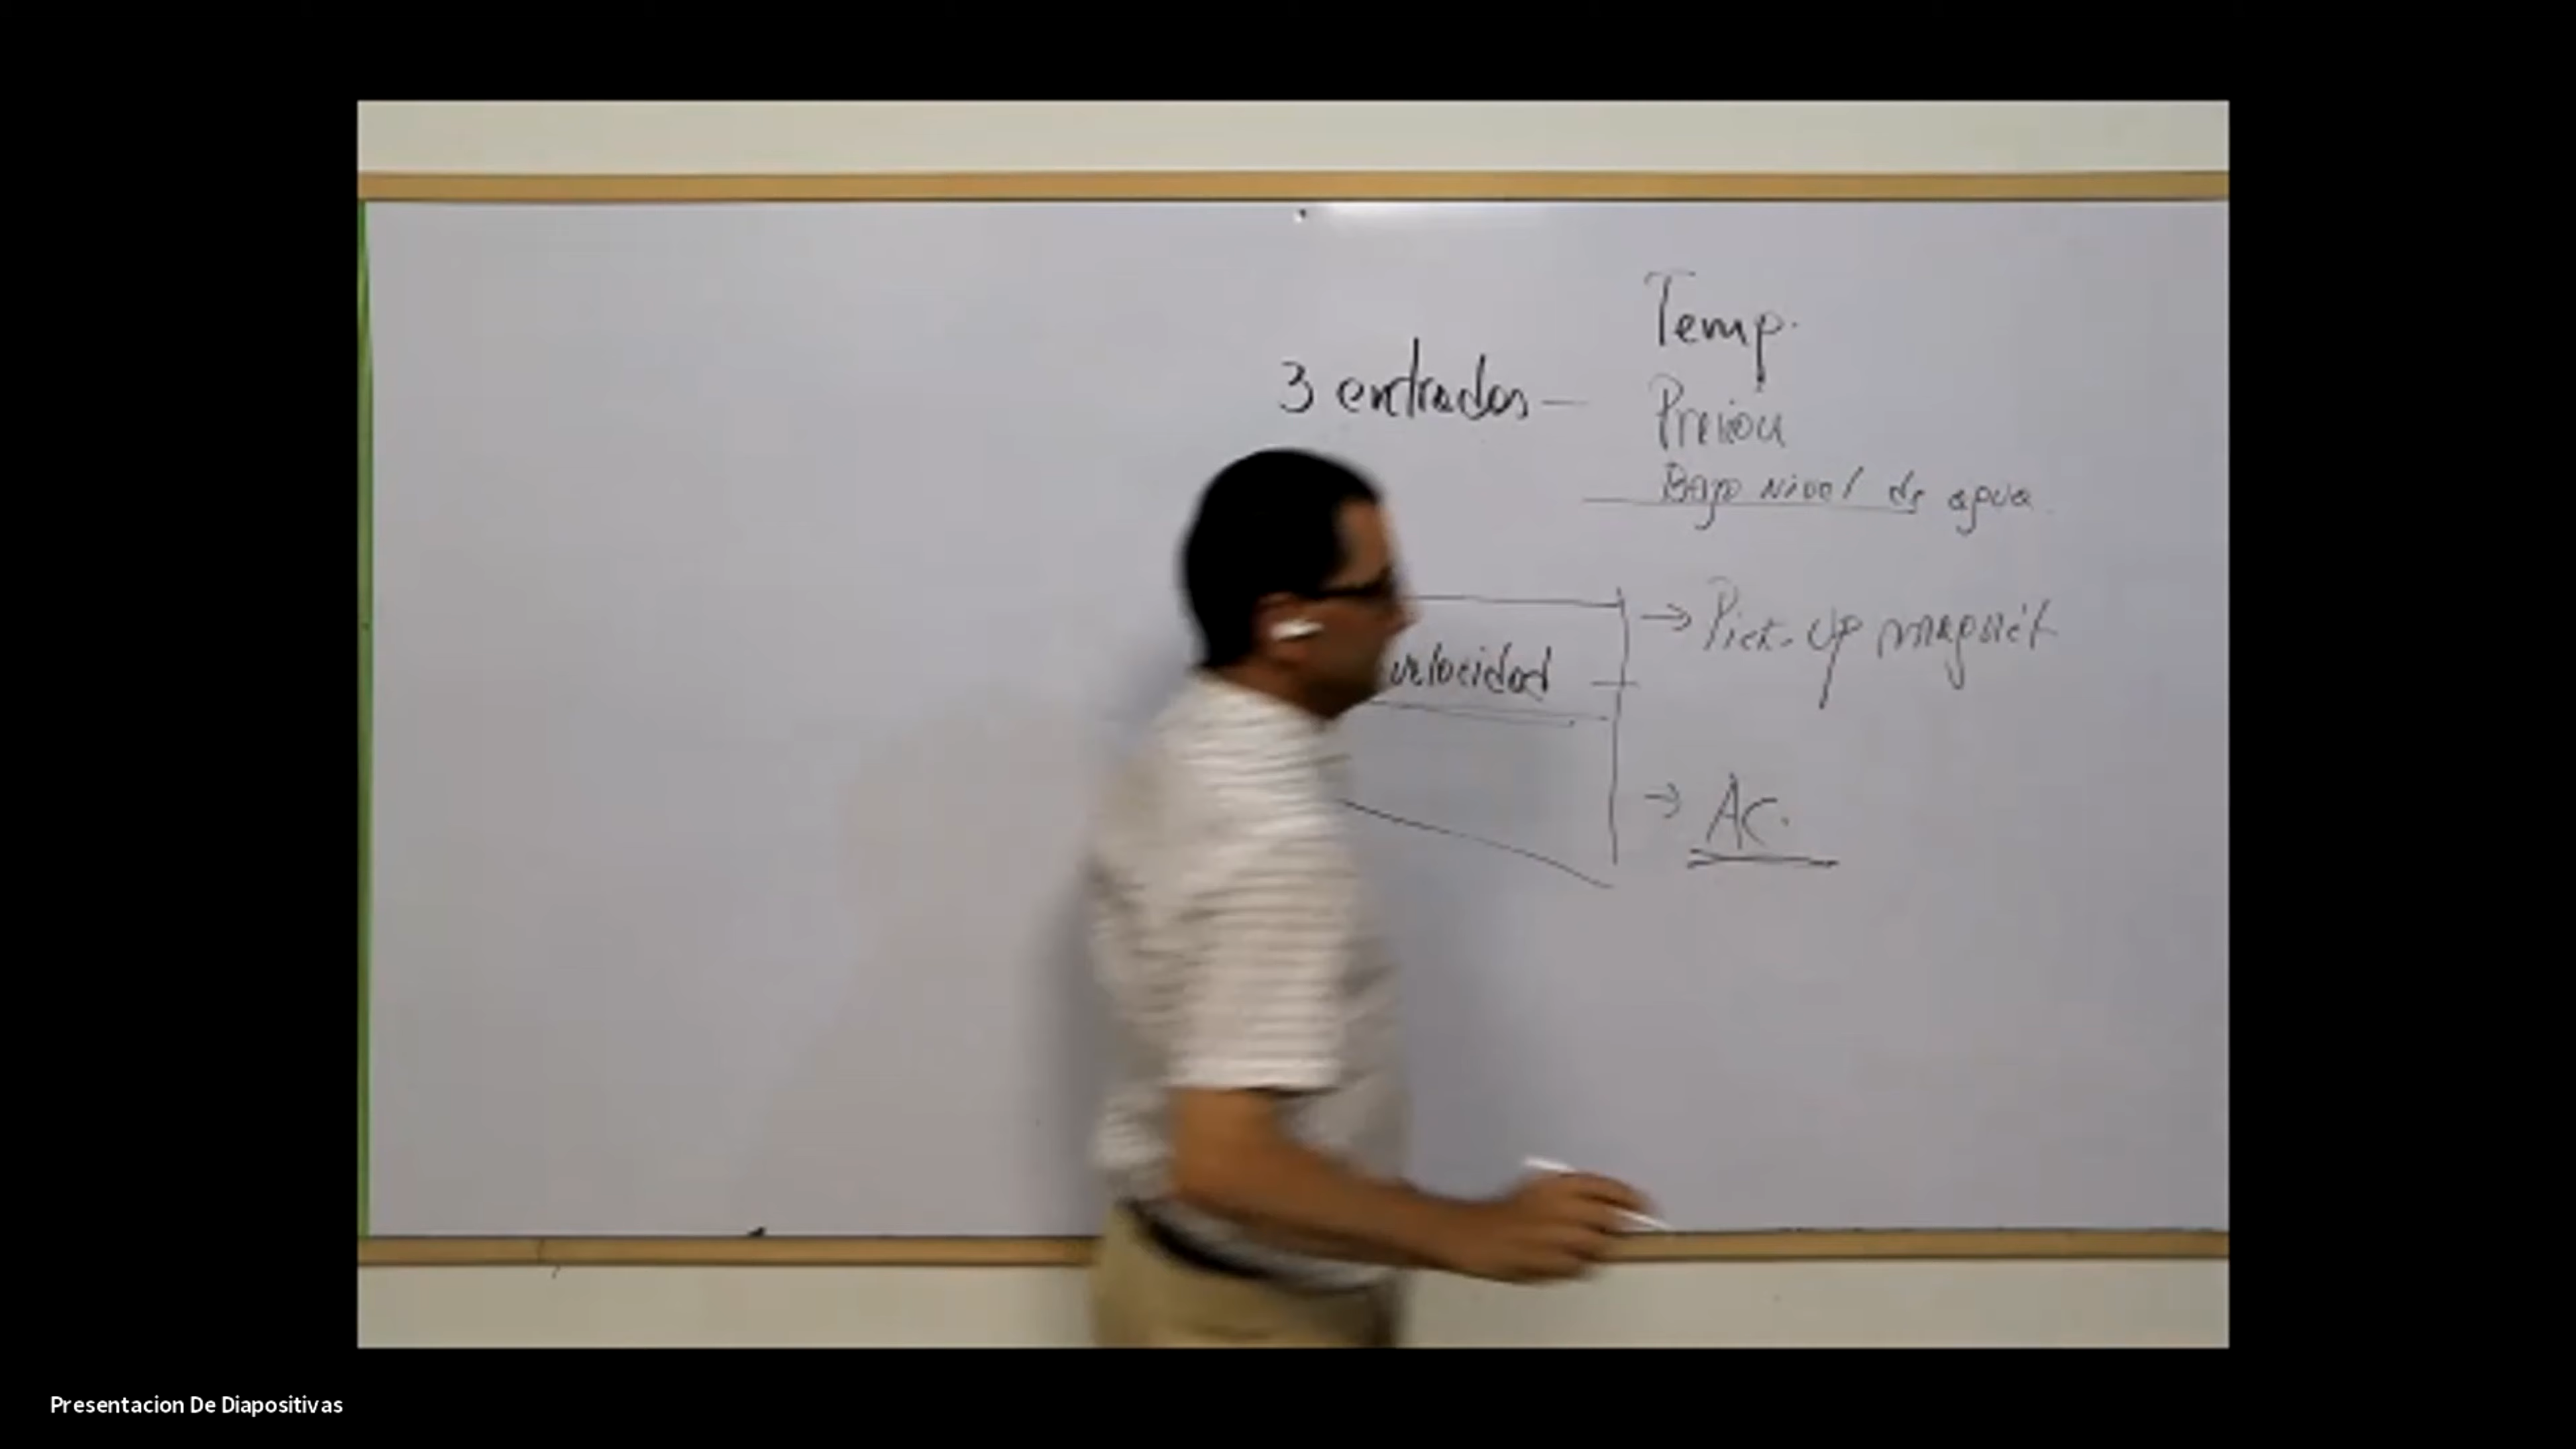 Temp.
3 entradas —
Presion
Bajo nivel de agua
→ Pick-up magnet
velocidad
→ AC.
Presentacion De Diapositivas